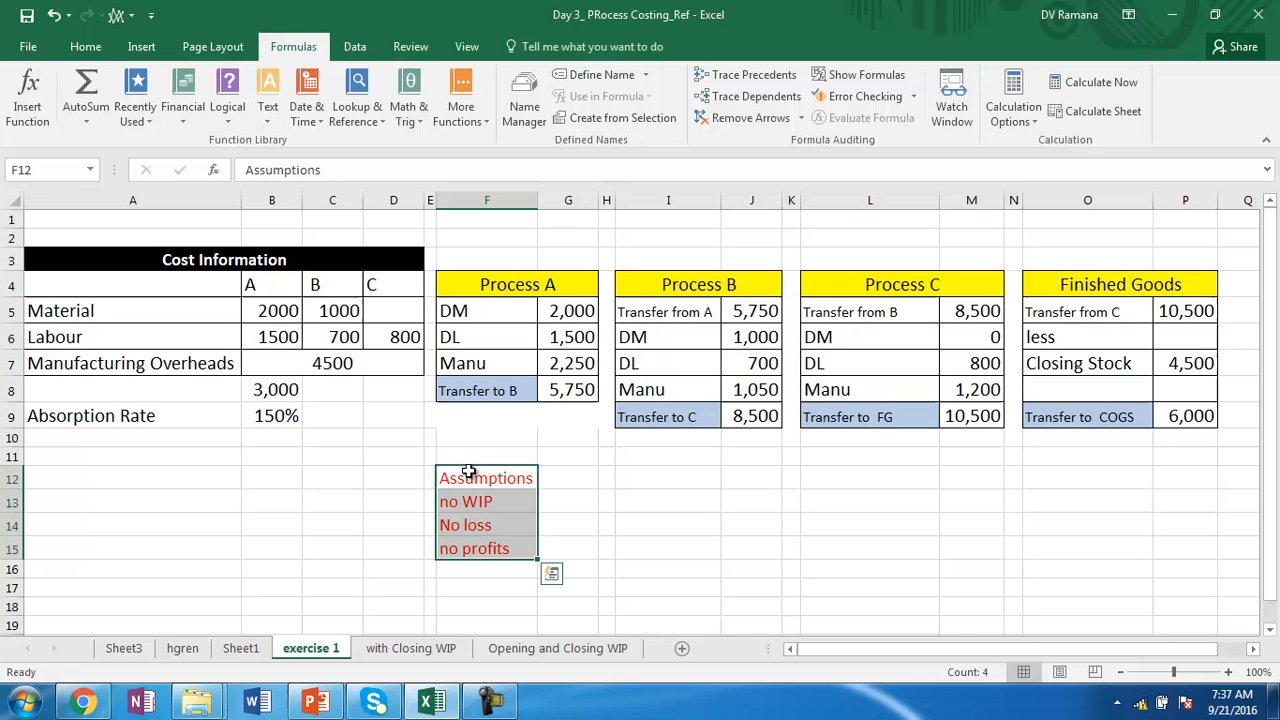 Day 3_ PRocess Costing_Ref - Excel
DV Ramana
File Home Insert Page Layout Formulas Data Review View Tell me what you want to do Share
Insert Function
AutoSum
Recently Used
Financial
Logical
Text
Date & Time
Lookup & Reference
Math & Trig
More Functions
Function Library
Name Manager
Define Name
Use in Formula
Create from Selection
Defined Names
Trace Precedents
Trace Dependents
Remove Arrows
Show Formulas
Error Checking
Evaluate Formula
Formula Auditing
Watch Window
Calculation Options
Calculate Now
Calculate Sheet
Calculation
F12 fx Assumptions
A B C D E F G H I J K L M N O P Q
1
2
3 Cost Information
4 A B C Process A Process B Process C Finished Goods
5 Material 2000 1000 DM 2,000 Transfer from A 5,750 Transfer from B 8,500 Transfer from C 10,500
6 Labour 1500 700 800 DL 1,500 DM 1,000 DM 0 less
7 Manufacturing Overheads 4500 Manu 2,250 DL 700 DL 800 Closing Stock 4,500
8 3,000 Transfer to B 5,750 Manu 1,050 Manu 1,200
9 Absorption Rate 150% Transfer to C 8,500 Transfer to FG 10,500 Transfer to COGS 6,000
10
11
12 Assumptions
13 no WIP
14 No loss
15 no profits
16
17
18
19
Sheet3 hgren Sheet1 exercise 1 with Closing WIP Opening and Closing WIP
Ready Count: 4 100%
7:37 AM
9/21/2016